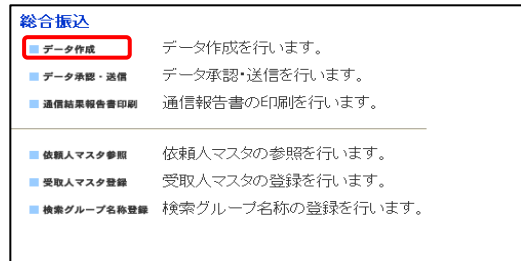 総合振込
データ作成 データ作成を行います。
データ承認・送信 データ承認・送信を行います。
通信結果報告書印刷 通信報告書の印刷を行います。
依頼人マスタ参照 依頼人マスタの参照を行います。
受取人マスタ登録 受取人マスタの登録を行います。
検索グループ名称登録 検索グループ名称の登録を行います。